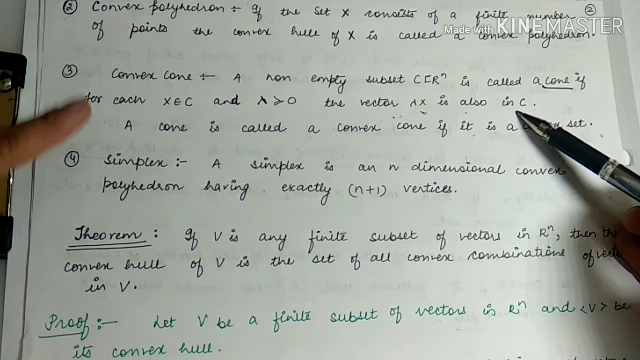 Made with KINEMASTER
② Convex polyhedron :- If the set X consists of a finite number ②
of points the convex hull of X is called a convex polyhedron.
③ Convex Cone :- A non empty subset C⊆Rⁿ is called a cone if
for each x∈C and λ≥0 the vector λx is also in C.
A cone is called a convex cone if it is a set.
④ Simplex :- A simplex is an n dimensional convex
polyhedron having exactly (n+1) vertices.
Theorem : If V is any finite subset of vectors in Rⁿ, then
convex hull of V is the set of all convex combinations of
in V.
Proof :- Let V be a finite subset of vectors in Rⁿ and <V> be
its convex hull.